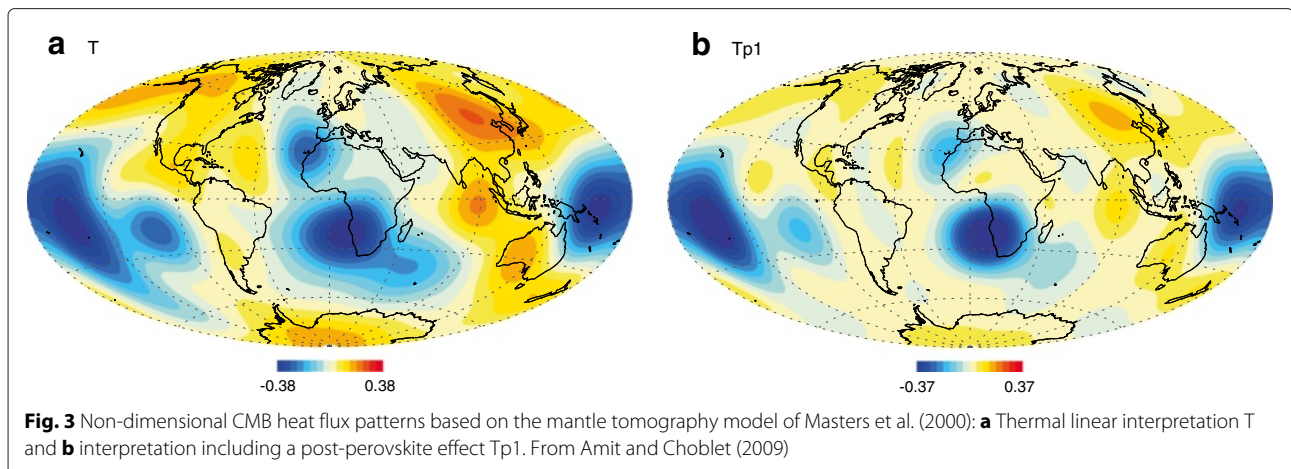 a T
b Tp1
-0.38 0.38
-0.37 0.37
Fig. 3 Non-dimensional CMB heat flux patterns based on the mantle tomography model of Masters et al. (2000): a Thermal linear interpretation T
and b interpretation including a post-perovskite effect Tp1. From Amit and Choblet (2009)